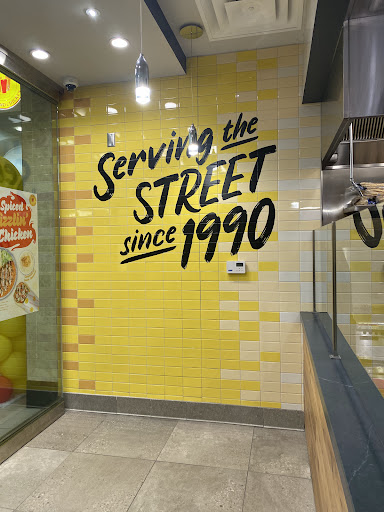 Serving the
STREET
since 1990
Spiced
Chicken